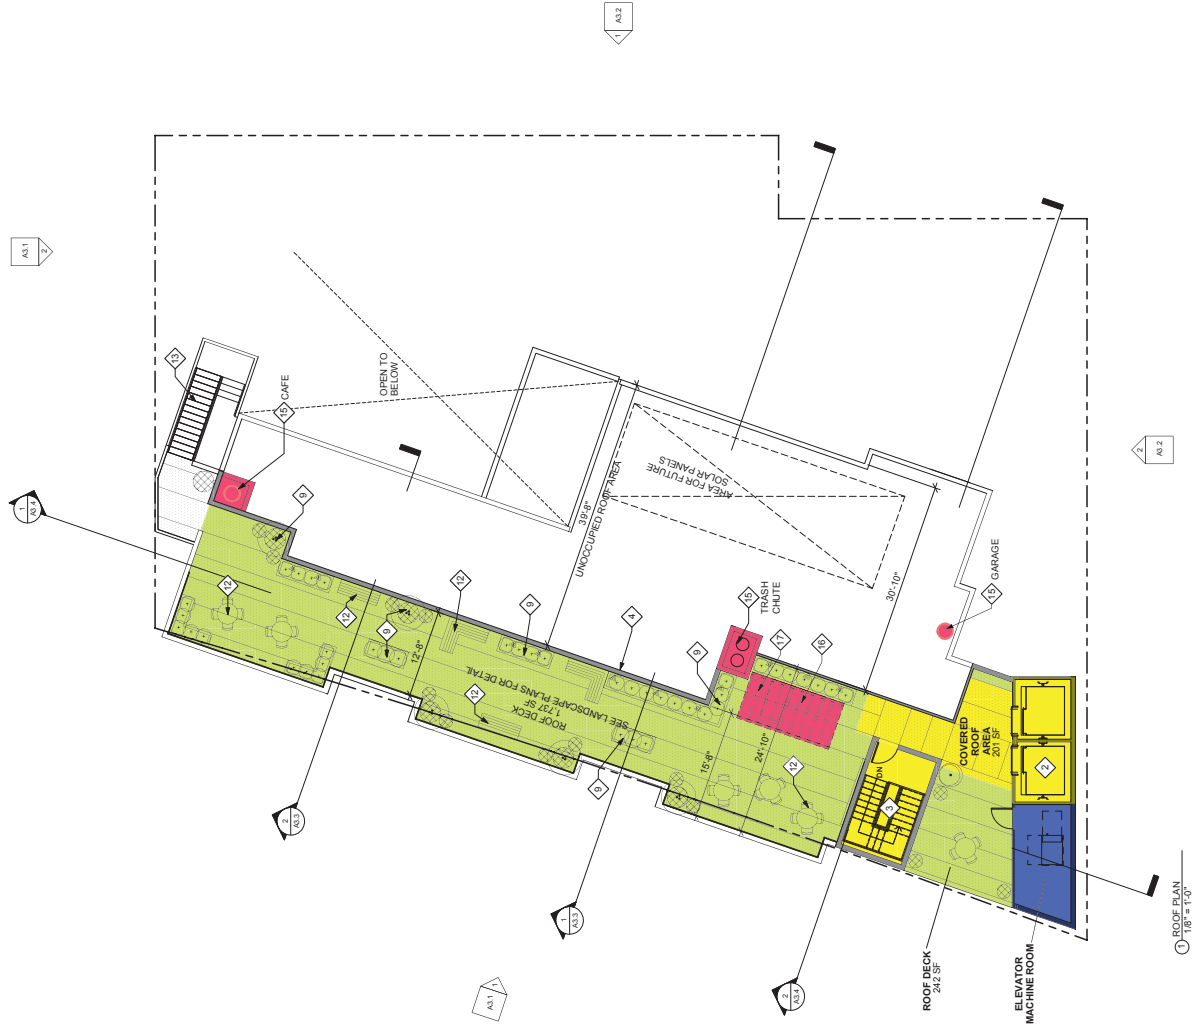 A3.2
1
A3.1
2
13
15
CAFE
OPEN TO
BELOW
1
A3.4
9
12
12
9
12
9
12'-8"
39'-8"
UNOCCUPIED ROOF AREA
AREA FOR FUTURE
SOLAR PANELS
2
A3.2
4
15
TRASH
CHUTE
17
16
9
30'-10"
15
GARAGE
ROOF DECK
1,737 SF
SEE LANDSCAPE PLANS FOR DETAIL
12
9
15'-8"
24'-10"
12
2
A3.3
1
A3.3
DN
3
COVERED
ROOF
AREA
201 SF
2
2
A3.4
A3.1
1
ROOF DECK
242 SF
ELEVATOR
MACHINE ROOM
1
ROOF PLAN
1/8" = 1'-0"